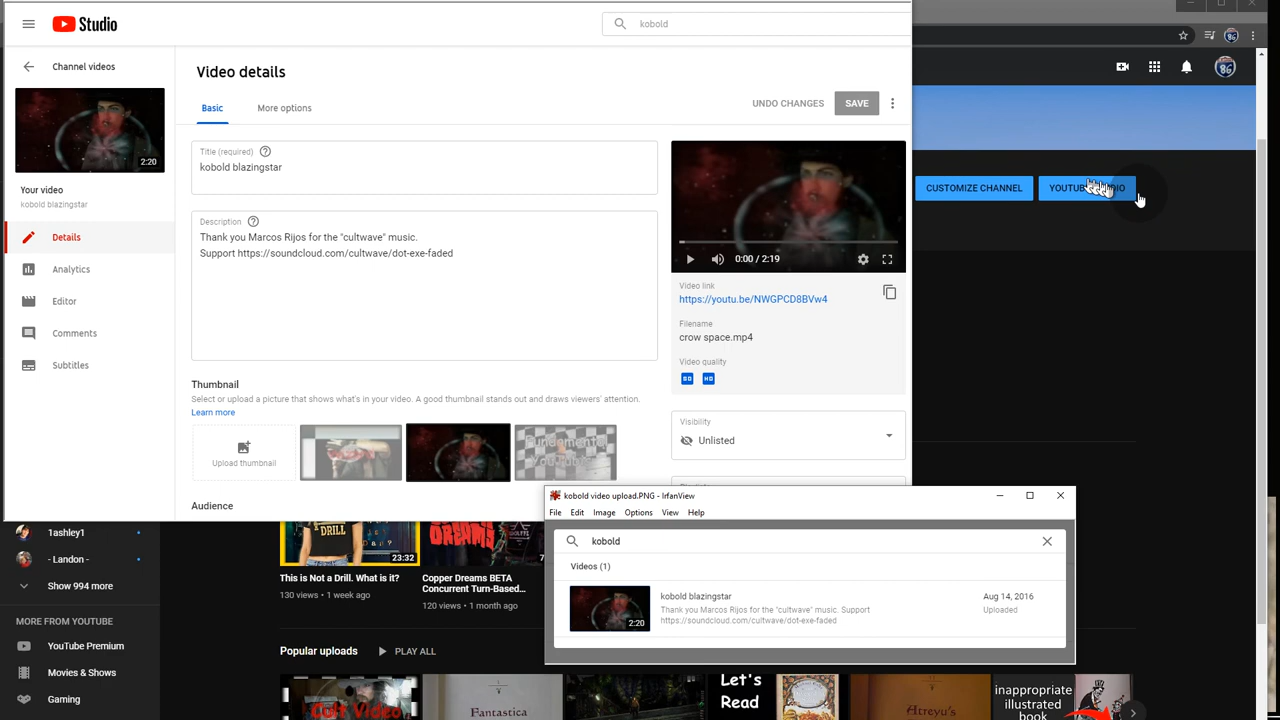 Studio
kobold
Channel videos
2:20
Your video
kobold blazingstar
Details
Analytics
Editor
Comments
Subtitles
Video details
Basic
More options
UNDO CHANGES
SAVE
Title (required)
kobold blazingstar
Description
Thank you Marcos Rijos for the "cultwave" music.
Support https://soundcloud.com/cultwave/dot-exe-faded
Thumbnail
Select or upload a picture that shows what's in your video. A good thumbnail stands out and draws viewers' attention.
Learn more
Upload thumbnail
Fundamental
YouTube
Audience
0:00 / 2:19
Video link
https://youtu.be/NWGPCD8BVw4
Filename
crow space.mp4
Video quality
SD HD
Visibility
Unlisted
CUSTOMIZE CHANNEL
kobold video upload.PNG - IrfanView
File Edit Image Options View Help
kobold
Videos (1)
2:20
kobold blazingstar
Thank you Marcos Rijos for the "cultwave" music. Support
https://soundcloud.com/cultwave/dot-exe-faded
Aug 14, 2016
Uploaded
1ashley1
- Landon -
Show 994 more
MORE FROM YOUTUBE
YouTube Premium
Movies & Shows
Gaming
DRILL
23:32
This is Not a Drill. What is it?
130 views • 1 week ago
DREAMS
Copper Dreams BETA
Concurrent Turn-Based...
120 views • 1 month ago
Popular uploads
PLAY ALL
Cult Video
Fantastica
Let's
Read
Atreyu's
inappropriate
illustrated
book